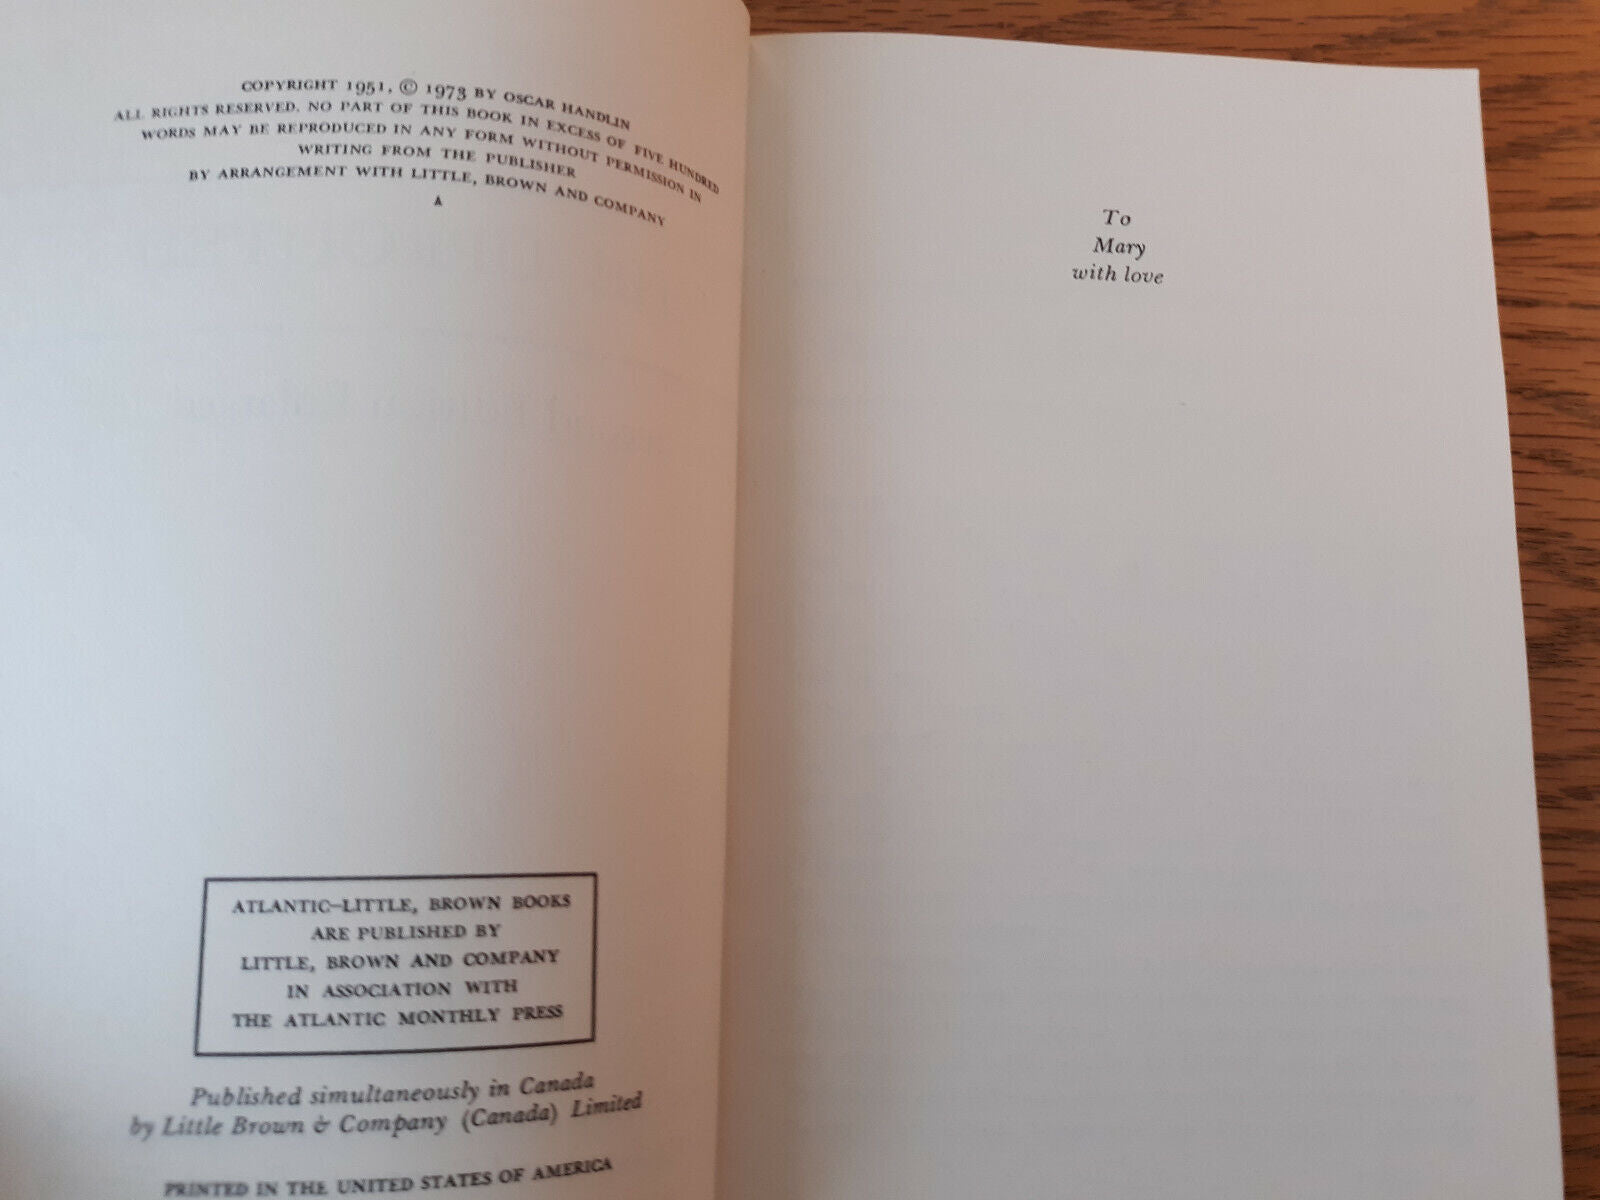 COPYRIGHT 1951, © 1973 BY OSCAR HANDLIN
ALL RIGHTS RESERVED. NO PART OF THIS BOOK IN EXCESS OF FIVE HUNDRED
WORDS MAY BE REPRODUCED IN ANY FORM WITHOUT PERMISSION IN
WRITING FROM THE PUBLISHER
BY ARRANGEMENT WITH LITTLE, BROWN AND COMPANY
A
ATLANTIC–LITTLE, BROWN BOOKS
ARE PUBLISHED BY
LITTLE, BROWN AND COMPANY
IN ASSOCIATION WITH
THE ATLANTIC MONTHLY PRESS
Published simultaneously in Canada
by Little Brown & Company (Canada) Limited
PRINTED IN THE UNITED STATES OF AMERICA
To
Mary
with love